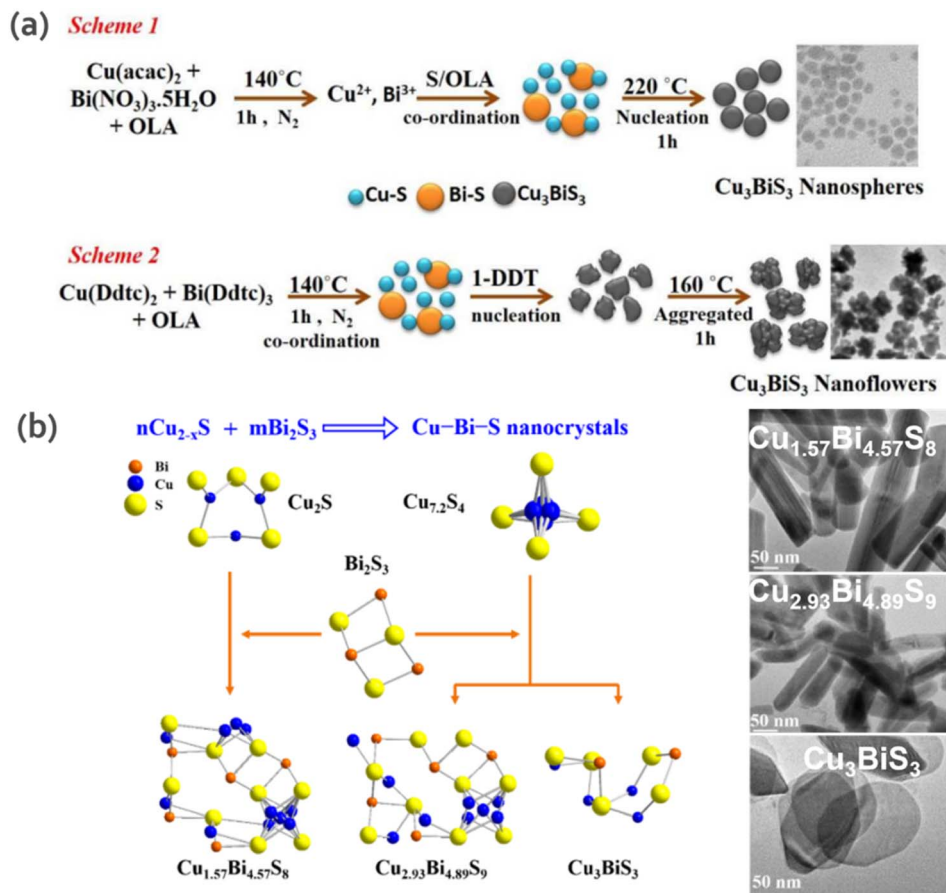 (a)
Scheme 1
Cu(acac)₂ +
Bi(NO₃)₃.5H₂O
+ OLA
140°C
1h , N₂
Cu²⁺, Bi³⁺
S/OLA
co-ordination
220 °C
Nucleation
1h
Cu₃BiS₃ Nanospheres
Cu-S
Bi-S
Cu₃BiS₃
Scheme 2
Cu(Ddtc)₂ + Bi(Ddtc)₃
+ OLA
140°C
1h , N₂
co-ordination
1-DDT
nucleation
160 °C
Aggregated
1h
Cu₃BiS₃ Nanoflowers
(b)
nCu₂₋ₓS + mBi₂S₃
Cu−Bi−S nanocrystals
Bi
Cu
S
Cu₂S
Cu₇.₂S₄
Bi₂S₃
Cu₁.₅₇Bi₄.₅₇S₈
Cu₂.₉₃Bi₄.₈₉S₉
Cu₃BiS₃
Cu₁.₅₇Bi₄.₅₇S₈
50 nm
Cu₂.₉₃Bi₄.₈₉S₉
50 nm
Cu₃BiS₃
50 nm